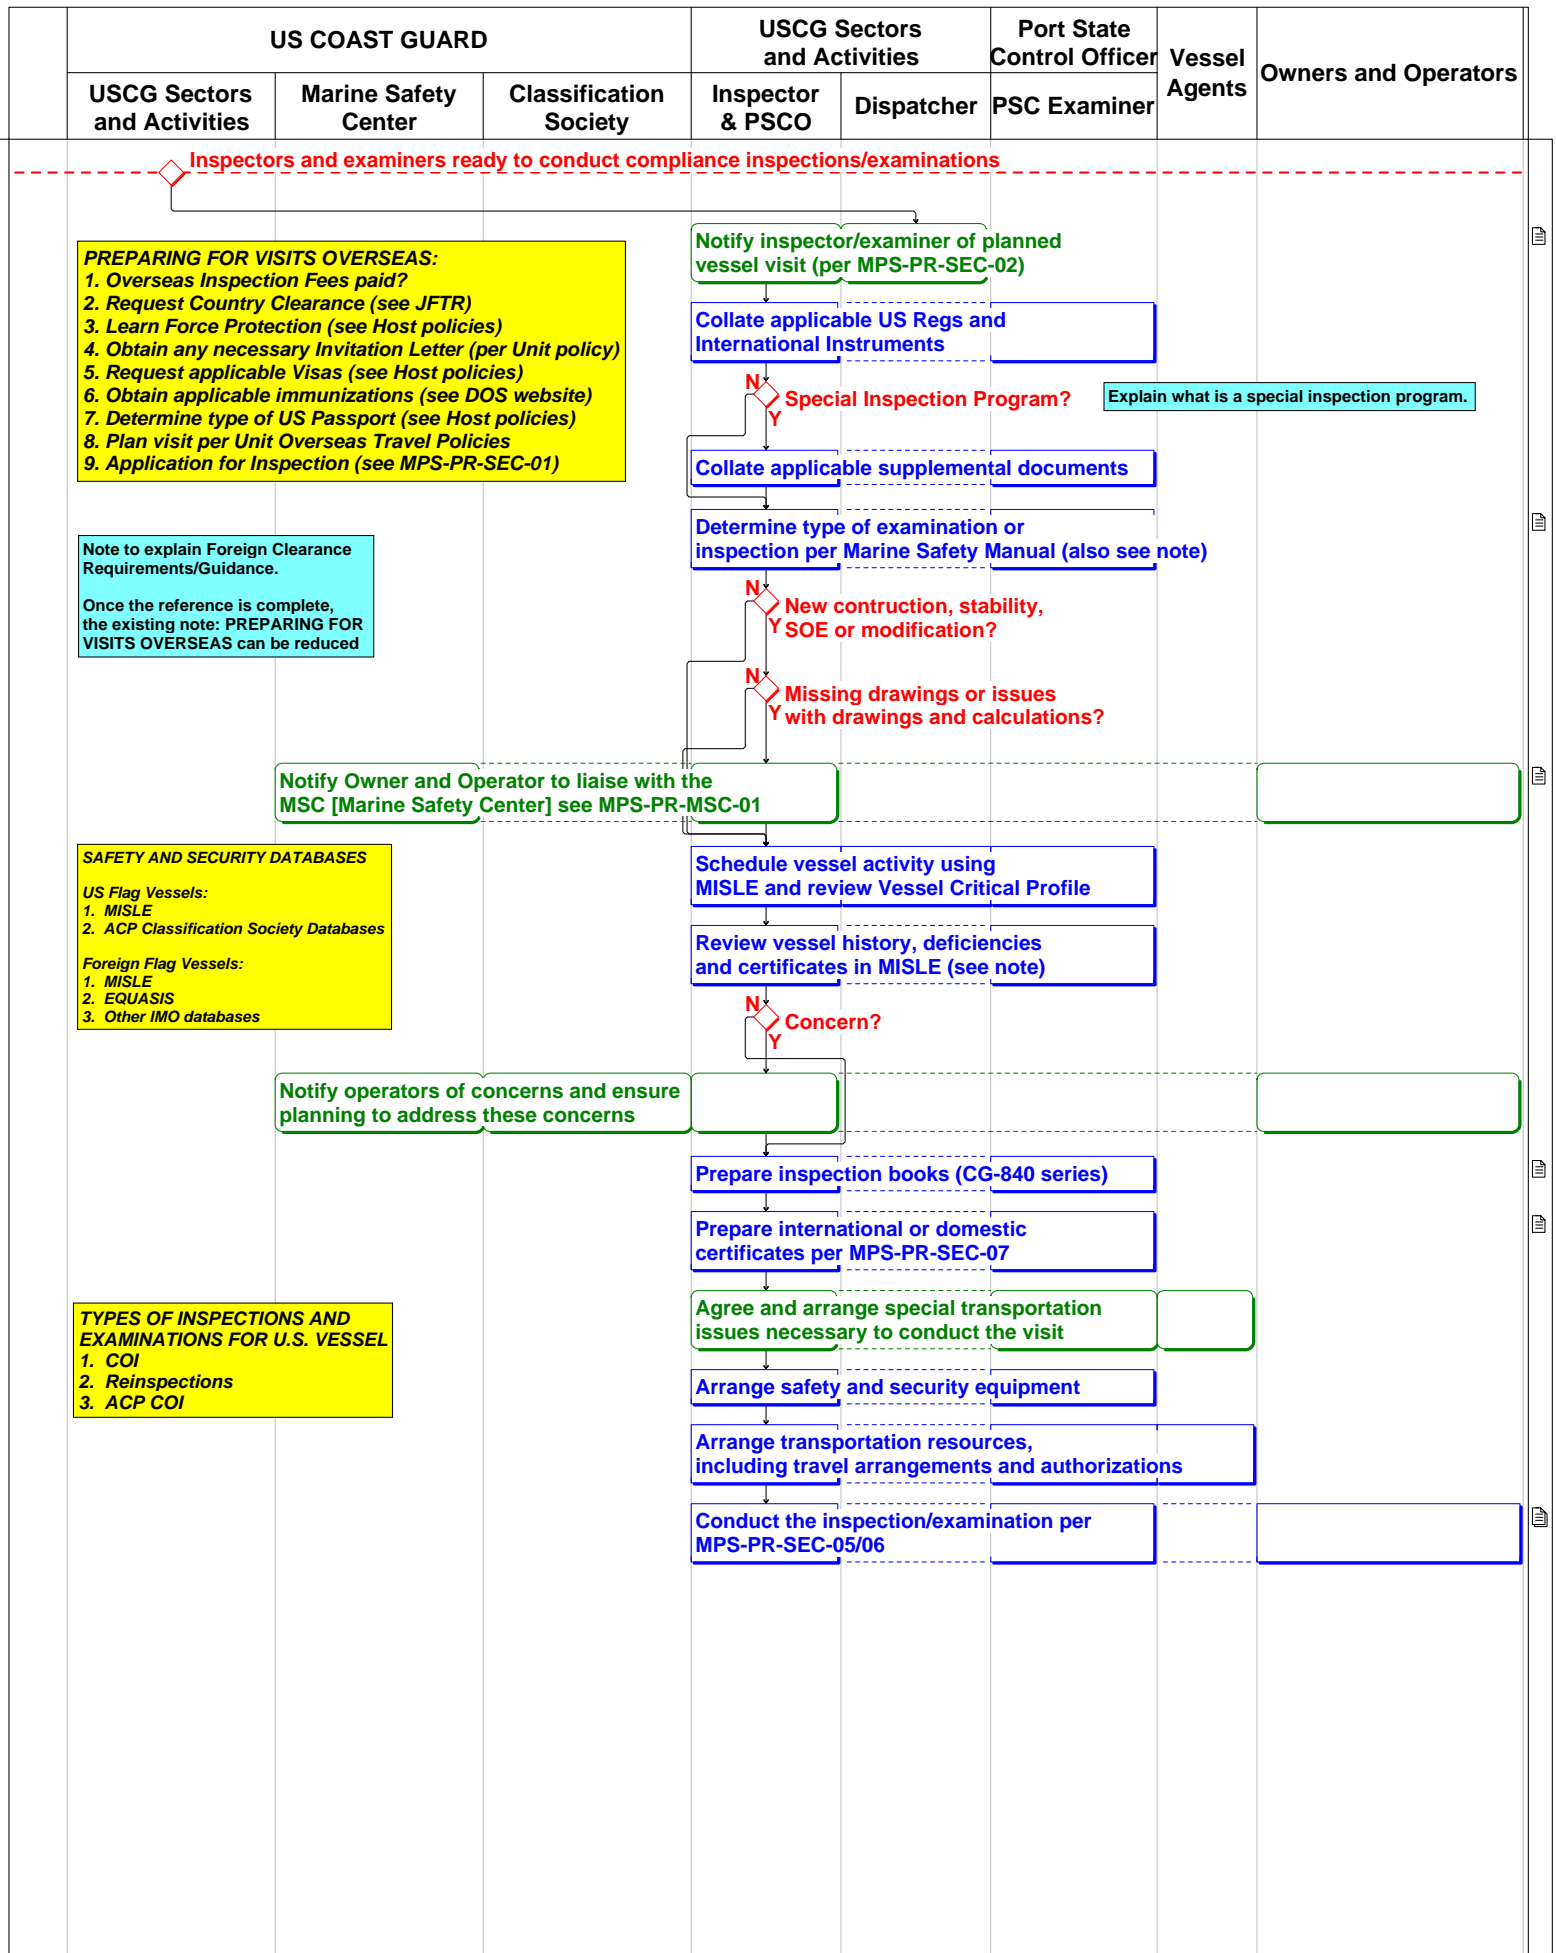 US COAST GUARD
USCG Sectors
and Activities
Port State
Control Officer
Vessel
Agents
Owners and Operators
USCG Sectors
and Activities
Marine Safety
Center
Classification
Society
Inspector
& PSCO
Dispatcher
PSC Examiner
Inspectors and examiners ready to conduct compliance inspections/examinations
Notify inspector/examiner of planned
vessel visit (per MPS-PR-SEC-02)
PREPARING FOR VISITS OVERSEAS:
1. Overseas Inspection Fees paid?
2. Request Country Clearance (see JFTR)
3. Learn Force Protection (see Host policies)
4. Obtain any necessary Invitation Letter (per Unit policy)
5. Request applicable Visas (see Host policies)
6. Obtain applicable immunizations (see DOS website)
7. Determine type of US Passport (see Host policies)
8. Plan visit per Unit Overseas Travel Policies
9. Application for Inspection (see MPS-PR-SEC-01)
Collate applicable US Regs and
International Instruments
N
Special Inspection Program?
Y
Explain what is a special inspection program.
Collate applicable supplemental documents
Determine type of examination or
inspection per Marine Safety Manual (also see note)
Note to explain Foreign Clearance
Requirements/Guidance.
Once the reference is complete,
the existing note: PREPARING FOR
VISITS OVERSEAS can be reduced
N
New contruction, stability,
Y SOE or modification?
N
Missing drawings or issues
Y with drawings and calculations?
Notify Owner and Operator to liaise with the
MSC [Marine Safety Center] see MPS-PR-MSC-01
SAFETY AND SECURITY DATABASES
US Flag Vessels:
1. MISLE
2. ACP Classification Society Databases
Foreign Flag Vessels:
1. MISLE
2. EQUASIS
3. Other IMO databases
Schedule vessel activity using
MISLE and review Vessel Critical Profile
Review vessel history, deficiencies
and certificates in MISLE (see note)
N
Concern?
Y
Notify operators of concerns and ensure
planning to address these concerns
Prepare inspection books (CG-840 series)
Prepare international or domestic
certificates per MPS-PR-SEC-07
TYPES OF INSPECTIONS AND
EXAMINATIONS FOR U.S. VESSEL
1. COI
2. Reinspections
3. ACP COI
Agree and arrange special transportation
issues necessary to conduct the visit
Arrange safety and security equipment
Arrange transportation resources,
including travel arrangements and authorizations
Conduct the inspection/examination per
MPS-PR-SEC-05/06